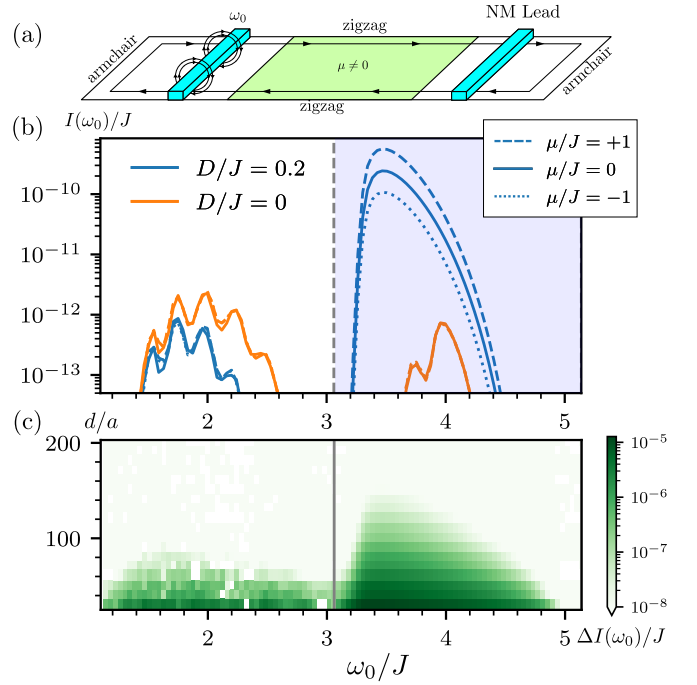 (a)
ω₀
zigzag
NM Lead
armchair
μ ≠ 0
armchair
zigzag
(b)
I(ω₀)/J
D/J = 0.2
D/J = 0
μ/J = +1
μ/J = 0
μ/J = −1
10⁻¹⁰
10⁻¹¹
10⁻¹²
10⁻¹³
2 3 4 5
(c)
d/a
200
100
2 3 4 5
ω₀/J
10⁻⁵
10⁻⁶
10⁻⁷
10⁻⁸
ΔI(ω₀)/J